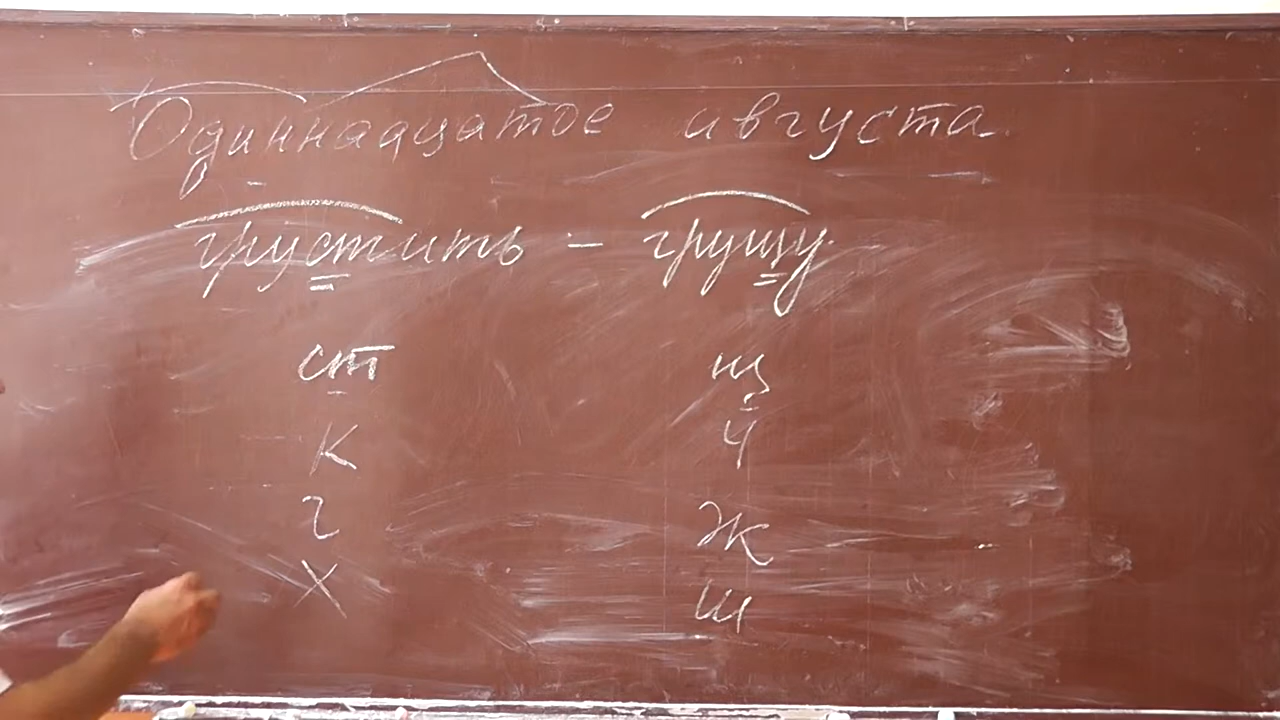 Одиннадцатое августа.
грустить – грущу.
ст щ
к ч
г ж
х ш